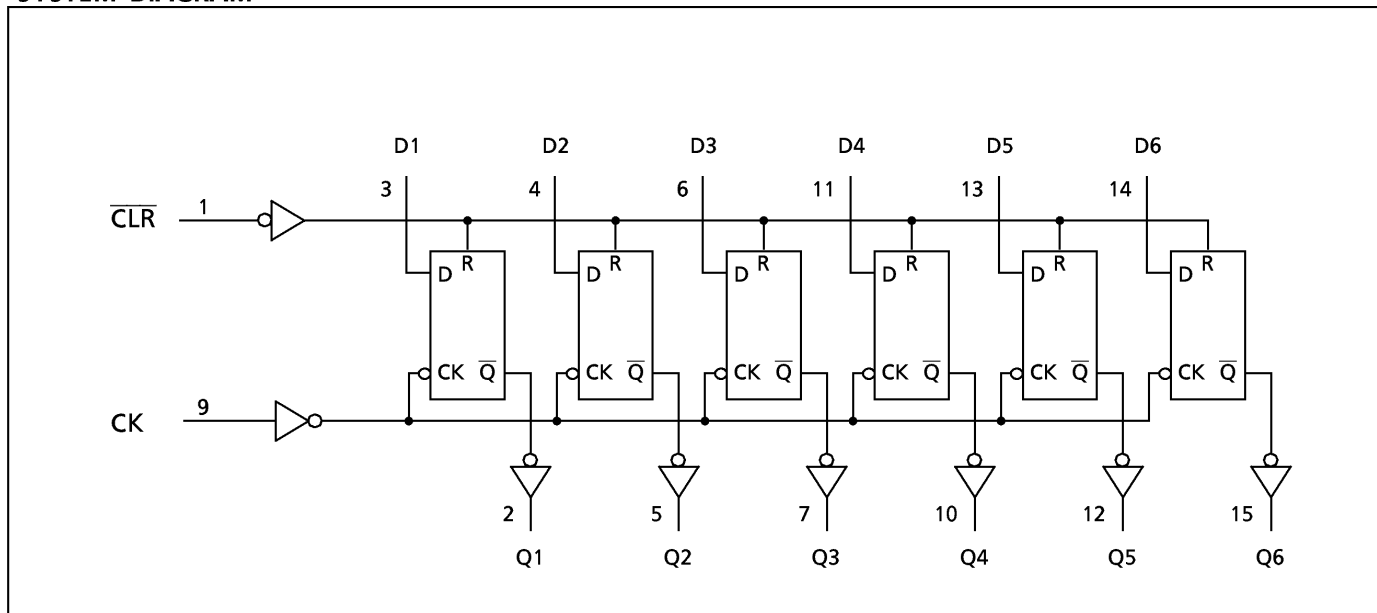 SYSTEM DIAGRAM
D1 D2 D3 D4 D5 D6
3 4 6 11 13 14
C̅L̅R̅ 1
R R R R R R
D D D D D D
CK Q̅ CK Q̅ CK Q̅ CK Q̅ CK Q̅ CK Q̅
CK 9
2 5 7 10 12 15
Q1 Q2 Q3 Q4 Q5 Q6